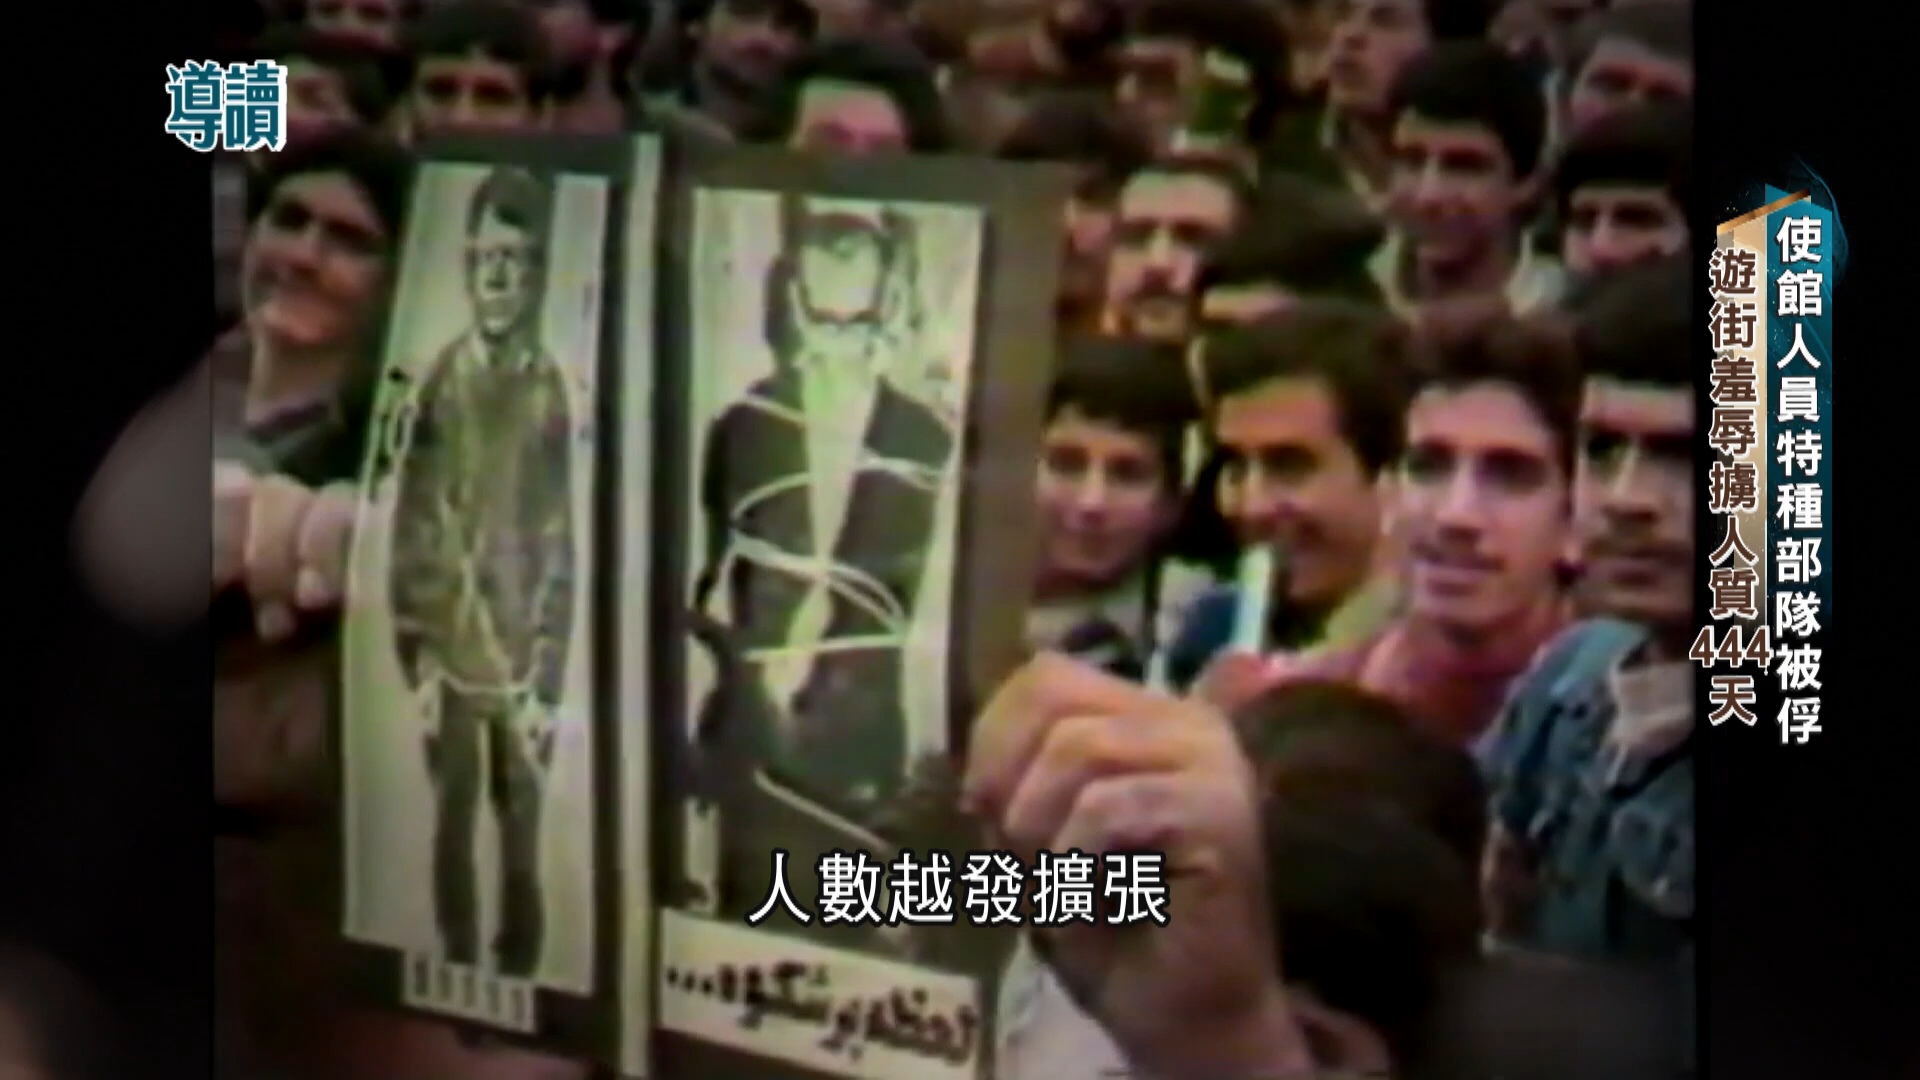 導讀
使館人員特種部隊被俘
遊街羞辱擄人質444天
人數越發擴張